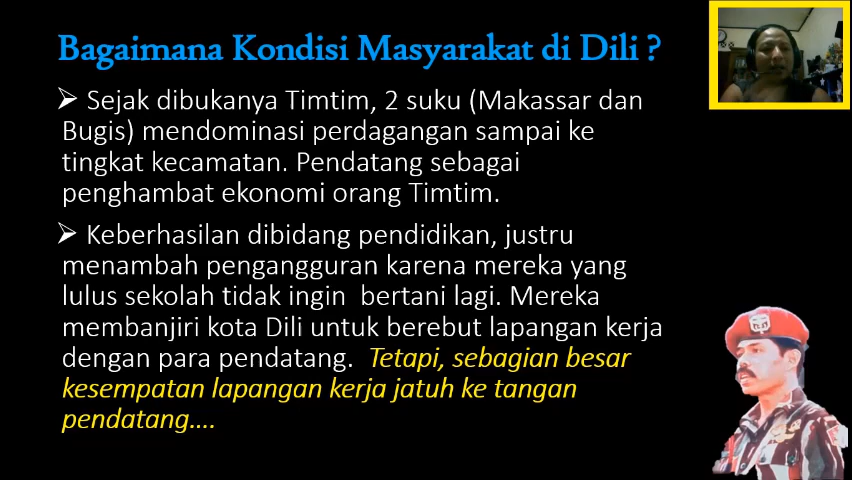 Bagaimana Kondisi Masyarakat di Dili ?
➢ Sejak dibukanya Timtim, 2 suku (Makassar dan
Bugis) mendominasi perdagangan sampai ke
tingkat kecamatan. Pendatang sebagai
penghambat ekonomi orang Timtim.
➢ Keberhasilan dibidang pendidikan, justru
menambah pengangguran karena mereka yang
lulus sekolah tidak ingin  bertani lagi. Mereka
membanjiri kota Dili untuk berebut lapangan kerja
dengan para pendatang.  Tetapi, sebagian besar
kesempatan lapangan kerja jatuh ke tangan
pendatang....